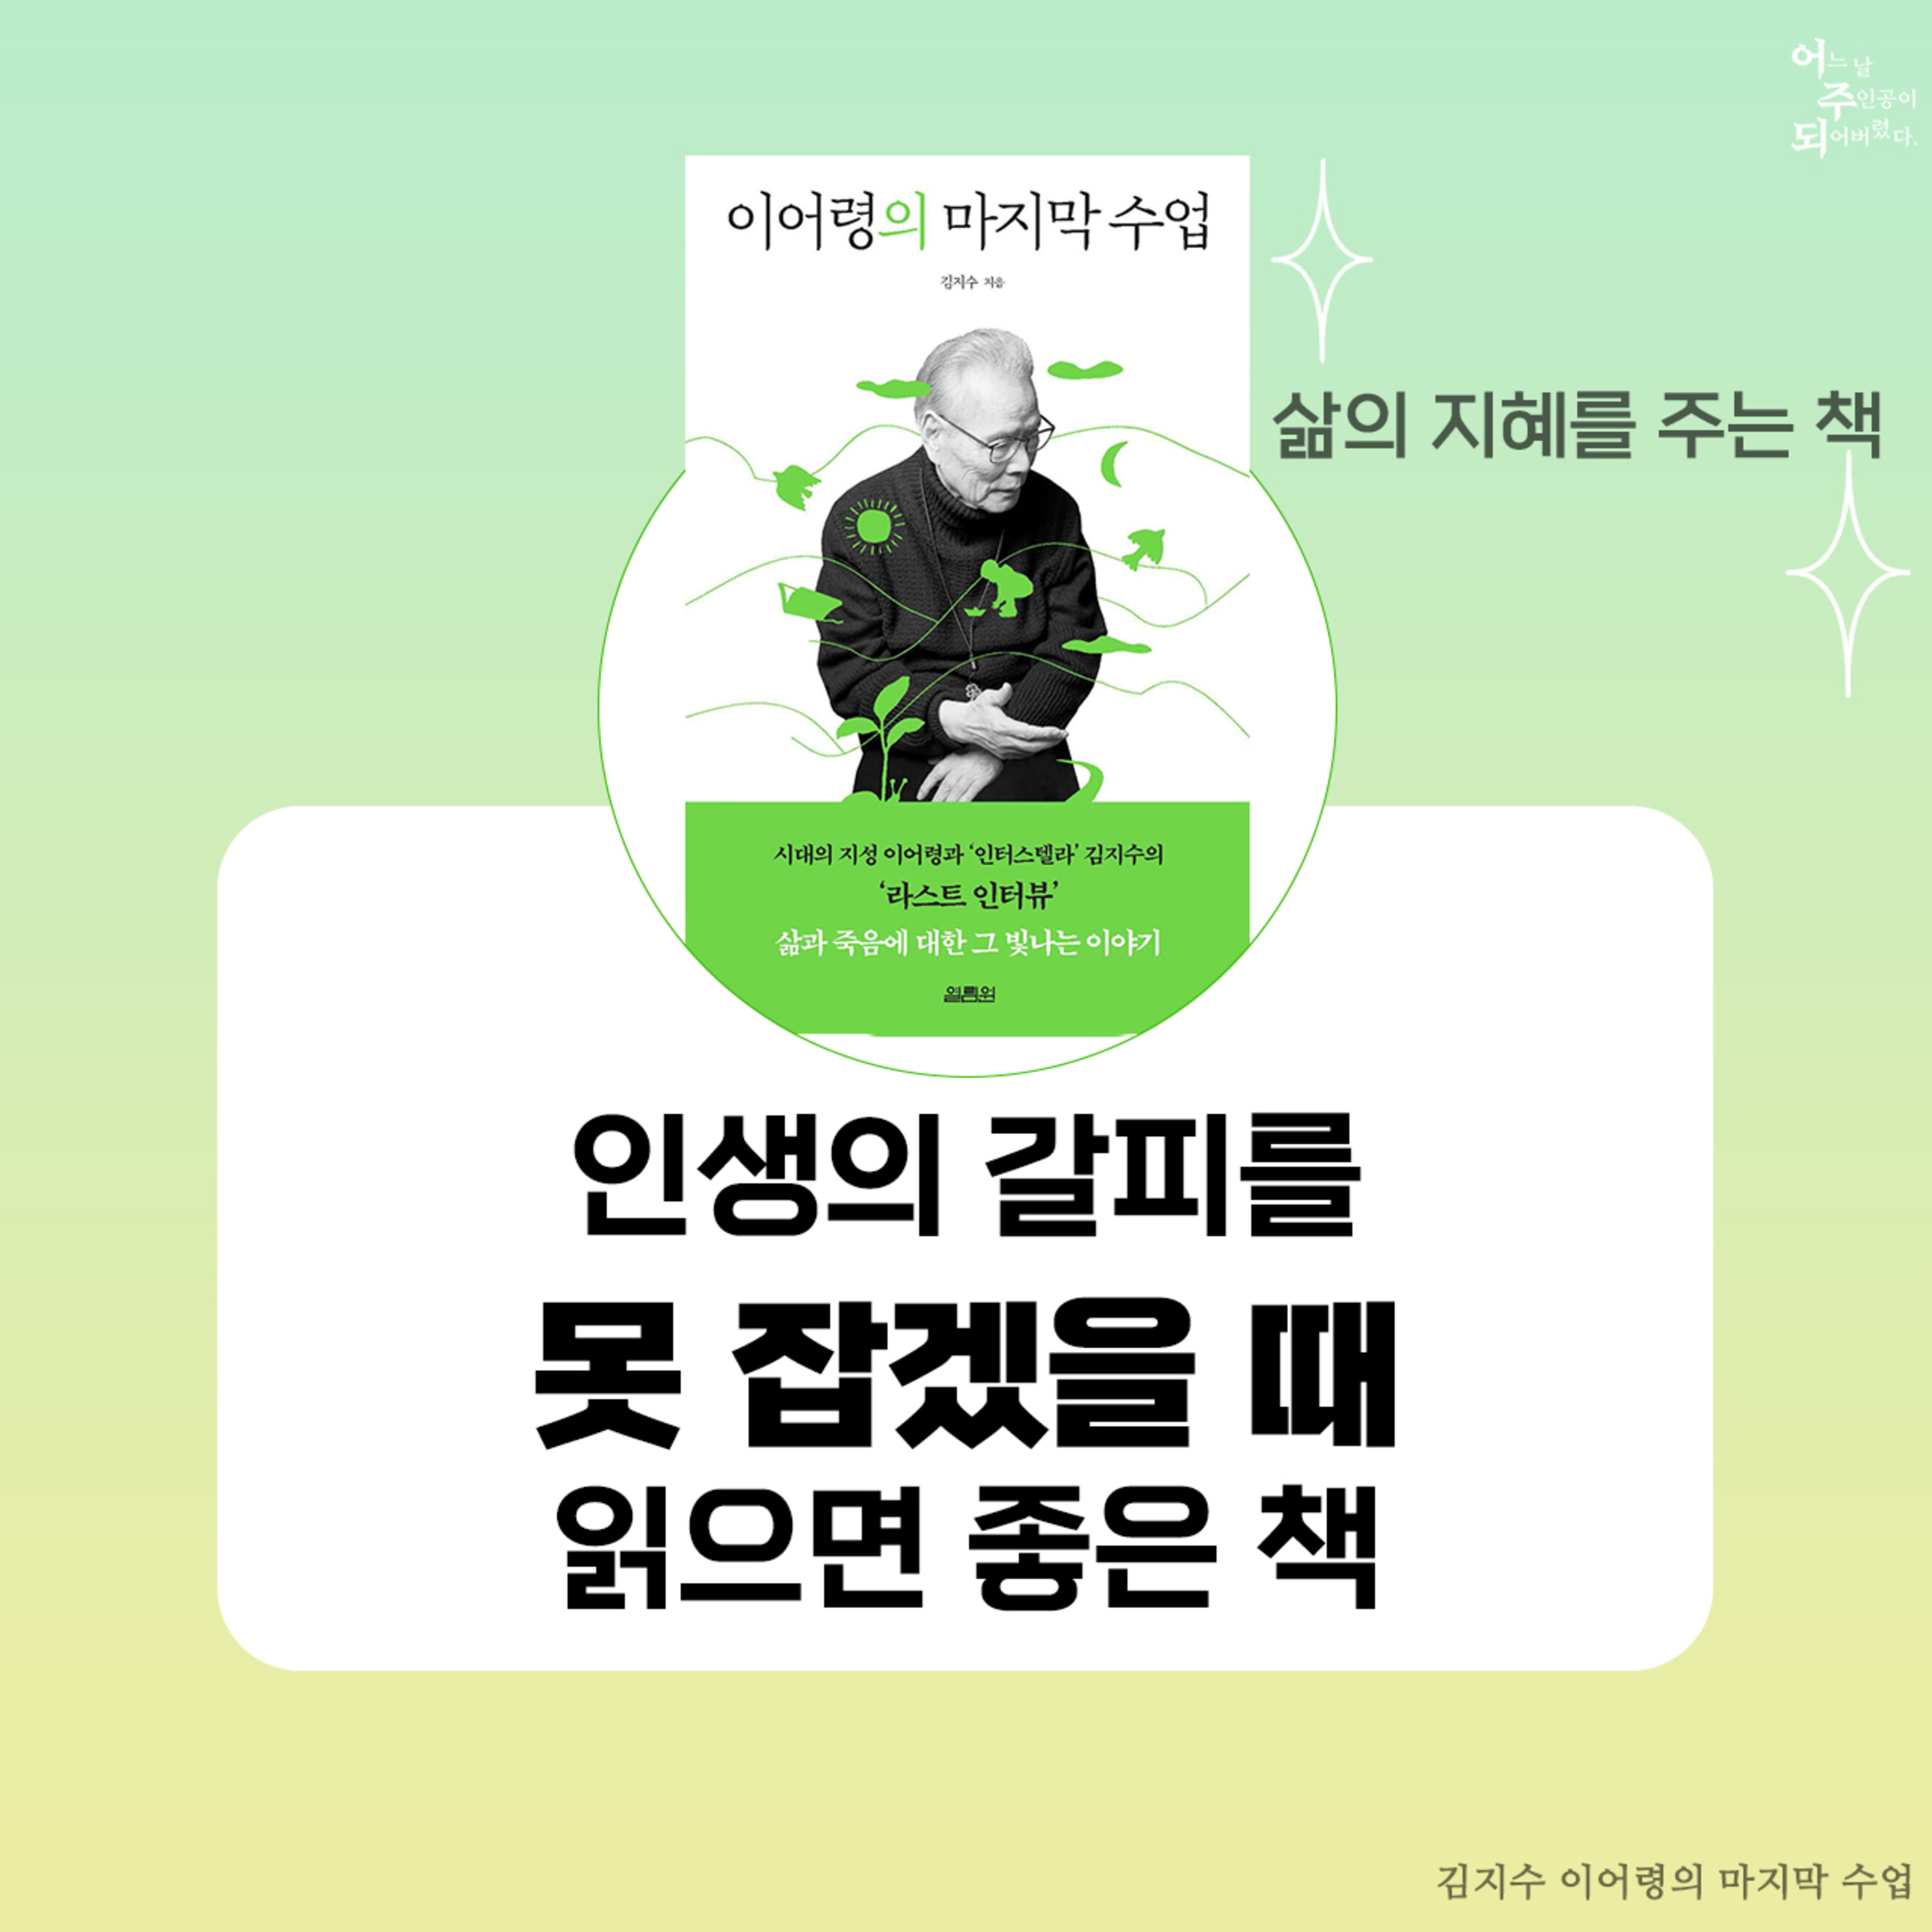 어느 날
주인공이
되어버렸다.
이어령의 마지막 수업
김지수 지음
삶의 지혜를 주는 책
시대의 지성 이어령과 ‘인터스텔라’ 김지수의
‘라스트 인터뷰’
삶과 죽음에 대한 그 빛나는 이야기
열림원
인생의 갈피를
못 잡겠을 때
읽으면 좋은 책
김지수 이어령의 마지막 수업